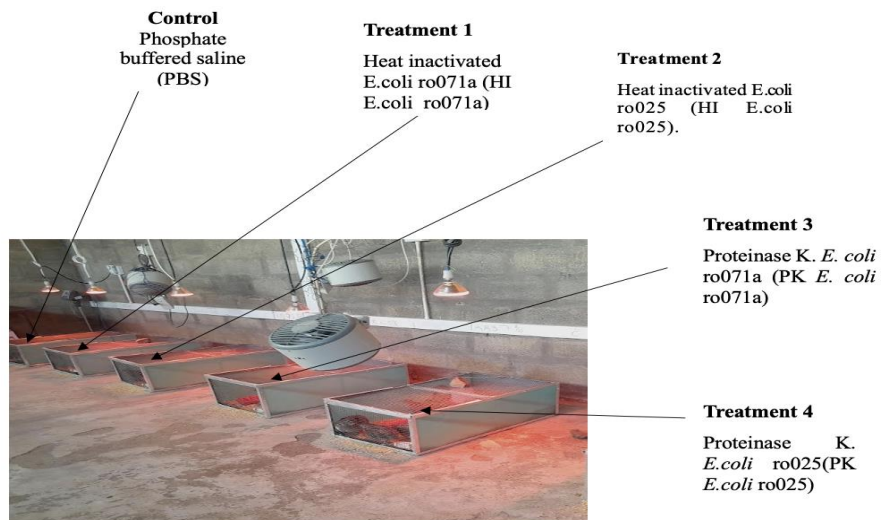 Control
Phosphate
buffered saline
(PBS)
Treatment 1
Heat inactivated
E.coli ro071a (HI
E.coli ro071a)
Treatment 2
Heat inactivated E.coli
ro025 (HI E.coli
ro025).
Treatment 3
Proteinase K. E. coli
ro071a (PK E. coli
ro071a)
Treatment 4
Proteinase K.
E.coli ro025(PK
E.coli ro025)